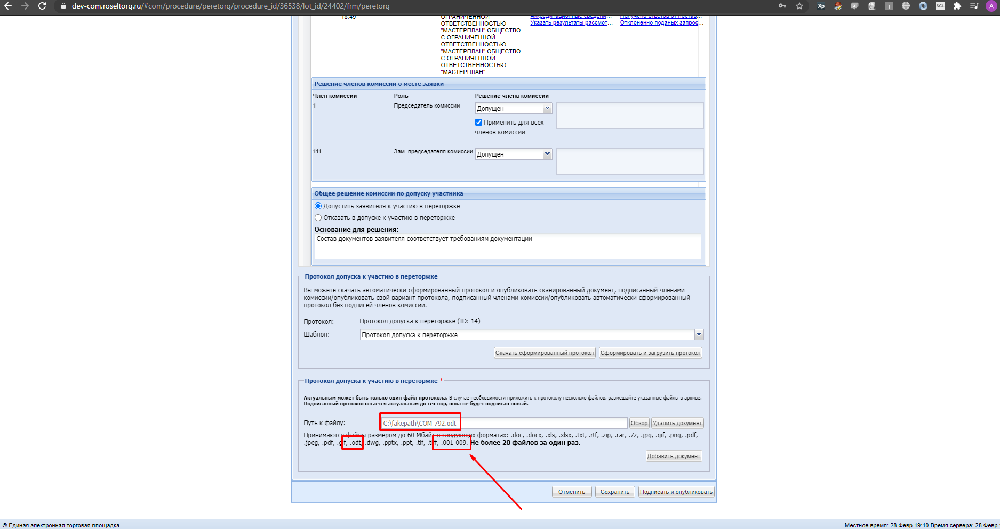 dev-com.roseltorg.ru/#com/procedure/peretorg/procedure_id/36538/lot_id/24402/frm/peretorg
Xp
SCL
A
18:49
ОГРАНИЧЕННОЙ
ОТВЕТСТВЕННОСТЬЮ
"МАСТЕРПЛАН" ОБЩЕСТВО
С ОГРАНИЧЕННОЙ
ОТВЕТСТВЕННОСТЬЮ
"МАСТЕРПЛАН" ОБЩЕСТВО
С ОГРАНИЧЕННОЙ
ОТВЕТСТВЕННОСТЬЮ
"МАСТЕРПЛАН"
Аккредитационные сведени...
Получено ответов от постав...
Указать результаты рассмот...
Отклоненно поданых запрос...
Решение членов комиссии о месте заявки
Член комиссии Роль Решение члена комиссии
1 Председатель комиссии Допущен
Применить для всех
членов комиссии
111 Зам. председателя комиссии Допущен
Общее решение комиссии по допуску участника
Допустить заявителя к участию в переторжке
Отказать в допуске к участию в переторжке
Основание для решения:
Состав документов заявителя соответствует требованиям документации
Протокол допуска к участию в переторжке
Вы можете скачать автоматически сформированный протокол и опубликовать сканированный документ, подписанный членами
комиссии/опубликовать свой вариант протокола, подписанный членами комиссии/опубликовать автоматически сформированный
протокол без подписей членов комиссии.
Протокол: Протокол допуска к переторжке (ID: 14)
Шаблон: Протокол допуска к переторжке
Скачать сформированный протокол Сформировать и загрузить протокол
Протокол допуска к участию в переторжке *
Актуальным может быть только один файл протокола. В случае необходимости приложить к протоколу несколько файлов, размещайте указанные файлы в архиве.
Подписанный протокол остается актуальным до тех пор, пока не будет подписан новый.
Путь к файлу: C:\fakepath\COM-792.odt Обзор Удалить документ
Принимаются файлы размером до 60 Мбайт в следующих форматах: .doc, .docx, .xls, .xlsx, .txt, .rtf, .zip, .rar, .7z, .jpg, .gif, .png, .pdf,
.jpeg, .pdf, .gif, .odt, .dwg, .pptx, .ppt, .tif, .tiff, .001-009. Не более 20 файлов за один раз.
Добавить документ
Отменить Сохранить Подписать и опубликовать
© Единая электронная торговая площадка
Местное время: 28 Февр 19:10 Время сервера: 28 Февр